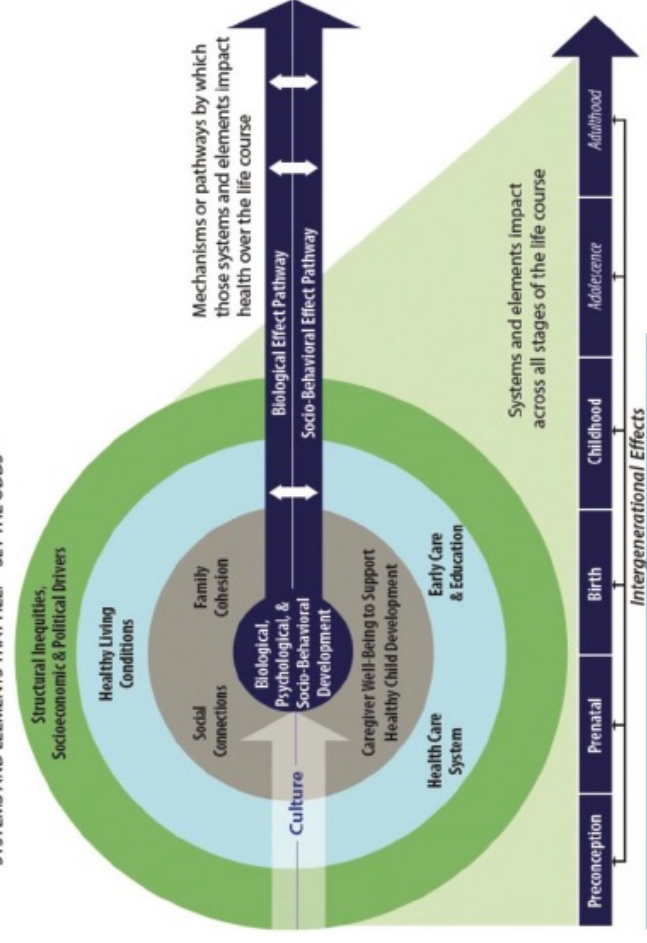 Structural Inequities,
Socioeconomic & Political Drivers
Healthy Living
Conditions
Social
Connections
Family
Cohesion
Culture
Biological,
Psychological, &
Socio-Behavioral
Development
Biological Effect Pathway
Socio-Behavioral Effect Pathway
Mechanisms or pathways by which
those systems and elements impact
health over the life course
Caregiver Well-Being to Support
Healthy Child Development
Health Care
System
Early Care
& Education
Systems and elements impact
across all stages of the life course
Preconception
Prenatal
Birth
Childhood
Adolescence
Adulthood
Intergenerational Effects